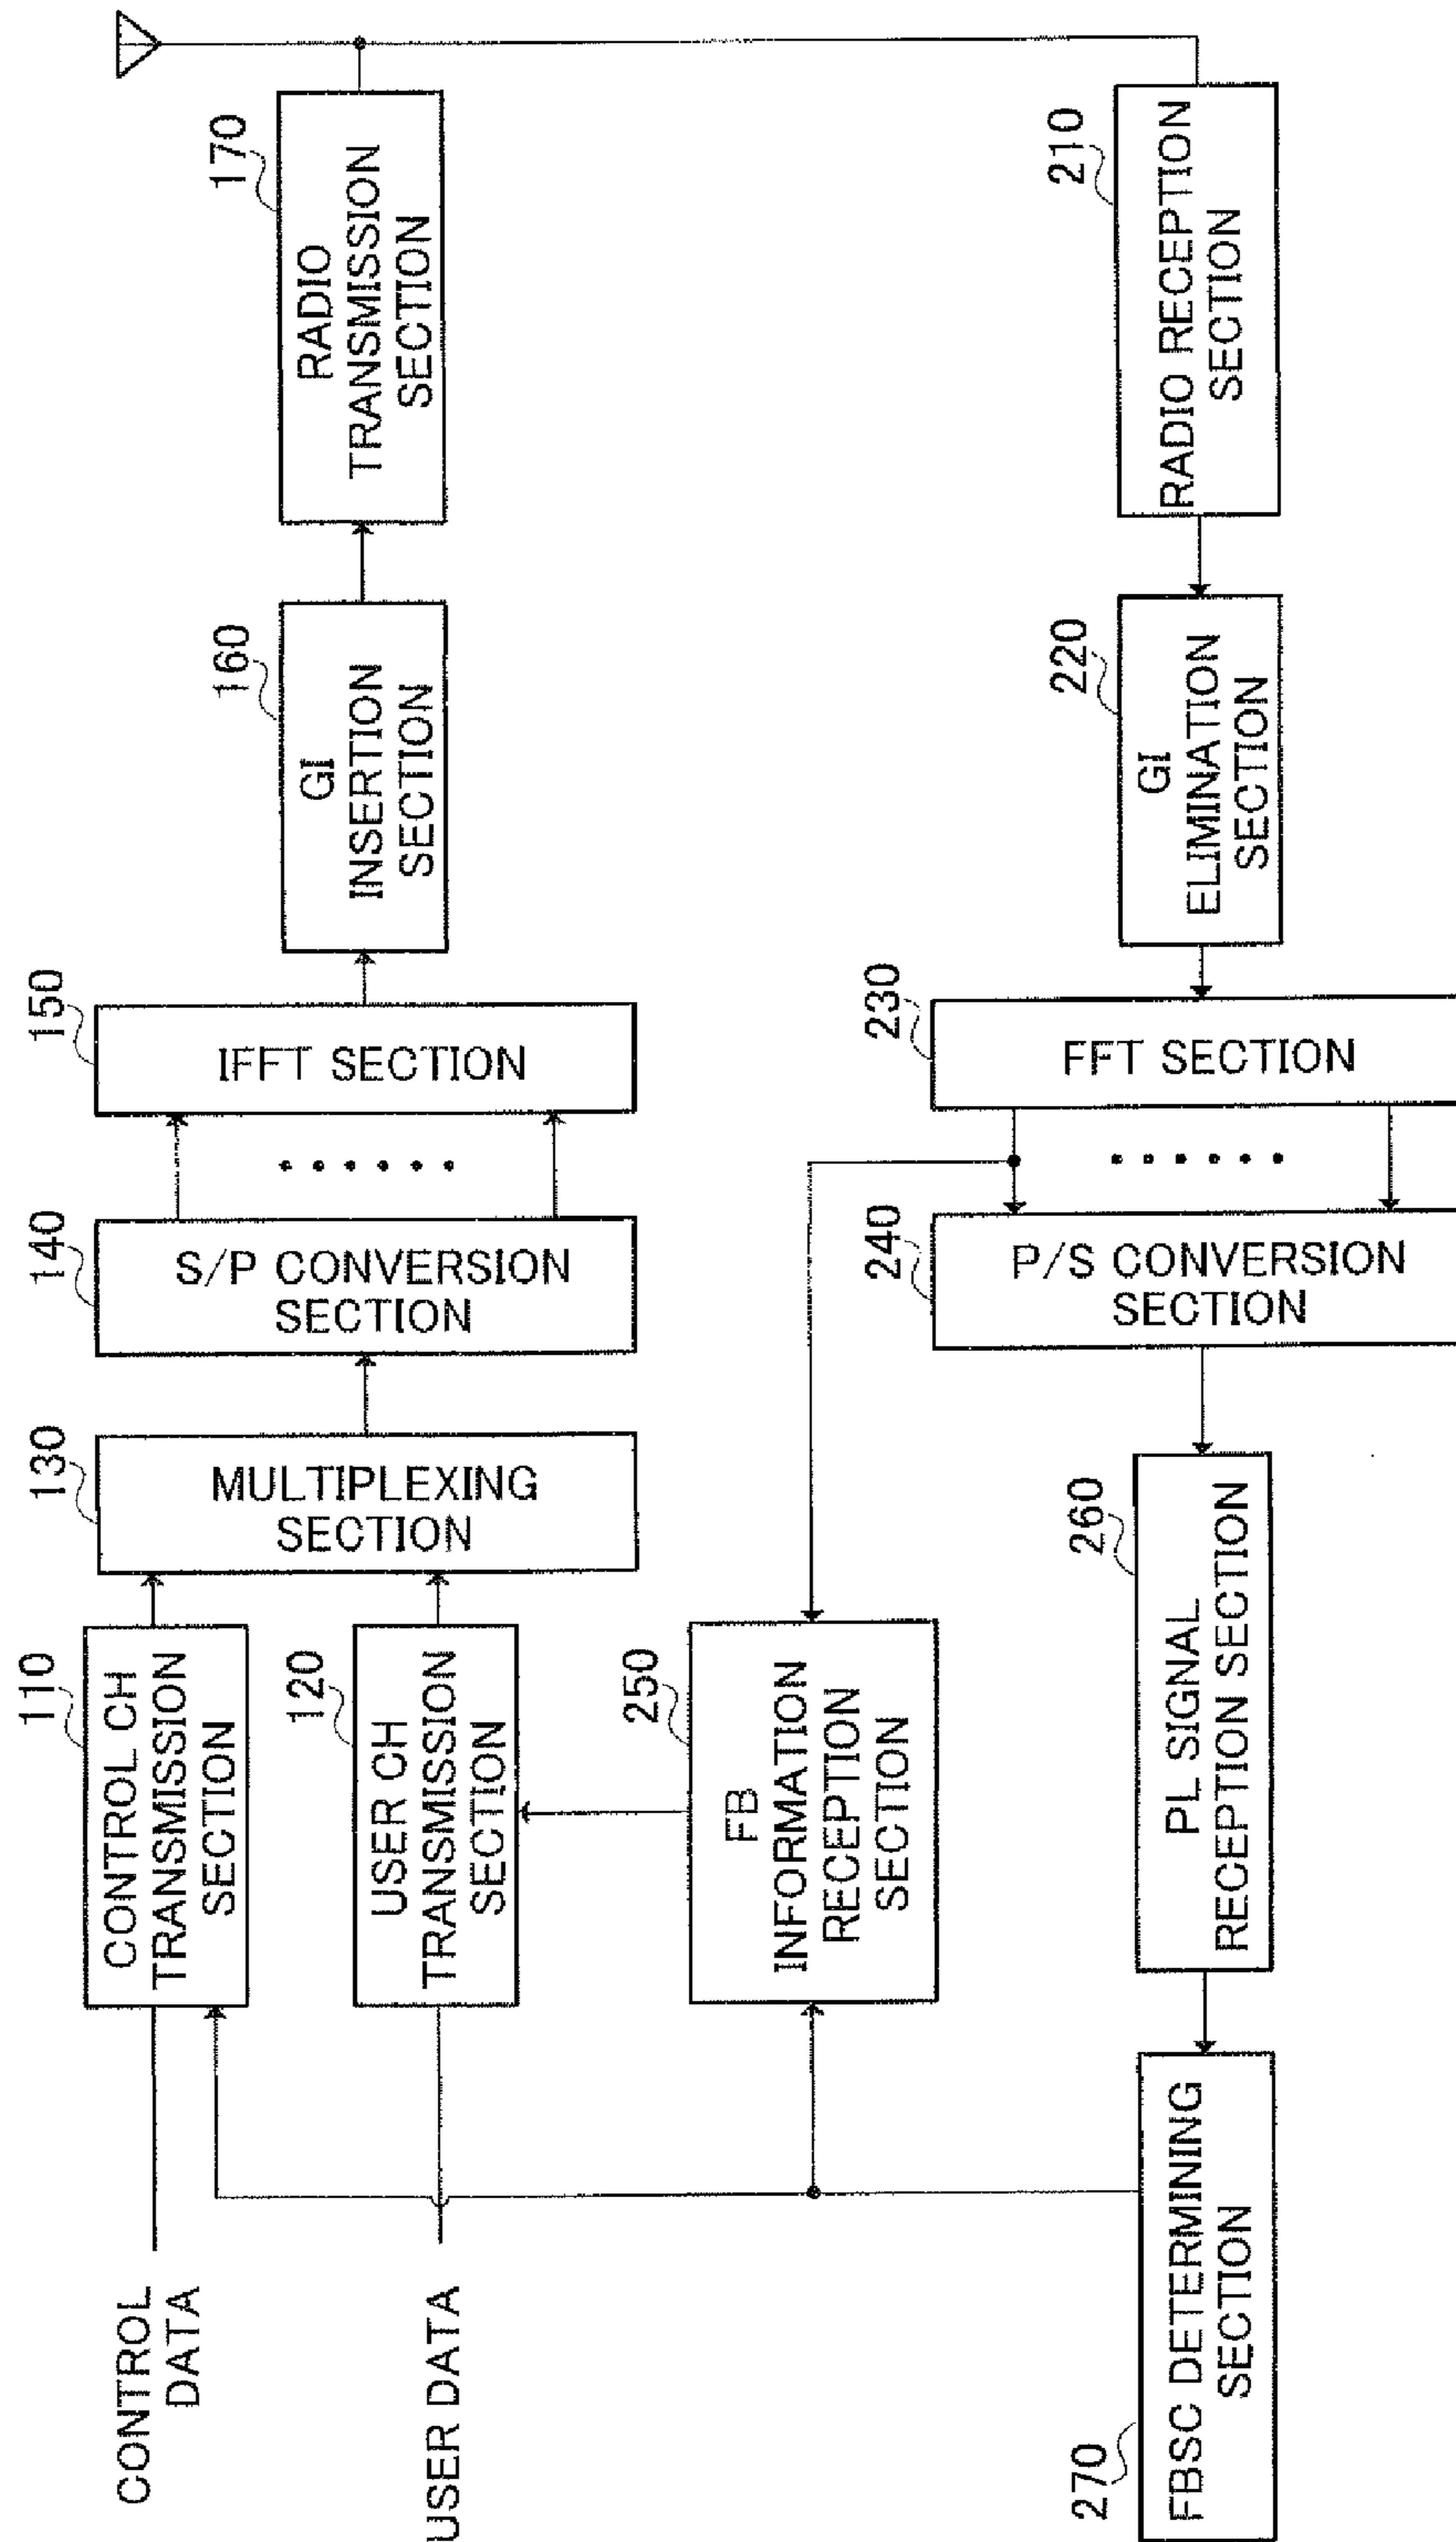 CONTROL
DATA
110
CONTROL CH
TRANSMISSION
SECTION
USER DATA
120
USER CH
TRANSMISSION
SECTION
130
MULTIPLEXING
SECTION
140
S/P CONVERSION
SECTION
150
IFFT SECTION
160
GI
INSERTION
SECTION
170
RADIO
TRANSMISSION
SECTION
250
FB
INFORMATION
RECEPTION
SECTION
270
FBSC DETERMINING
SECTION
260
PL SIGNAL
RECEPTION SECTION
240
P/S CONVERSION
SECTION
230
FFT SECTION
220
GI
ELIMINATION
SECTION
210
RADIO RECEPTION
SECTION